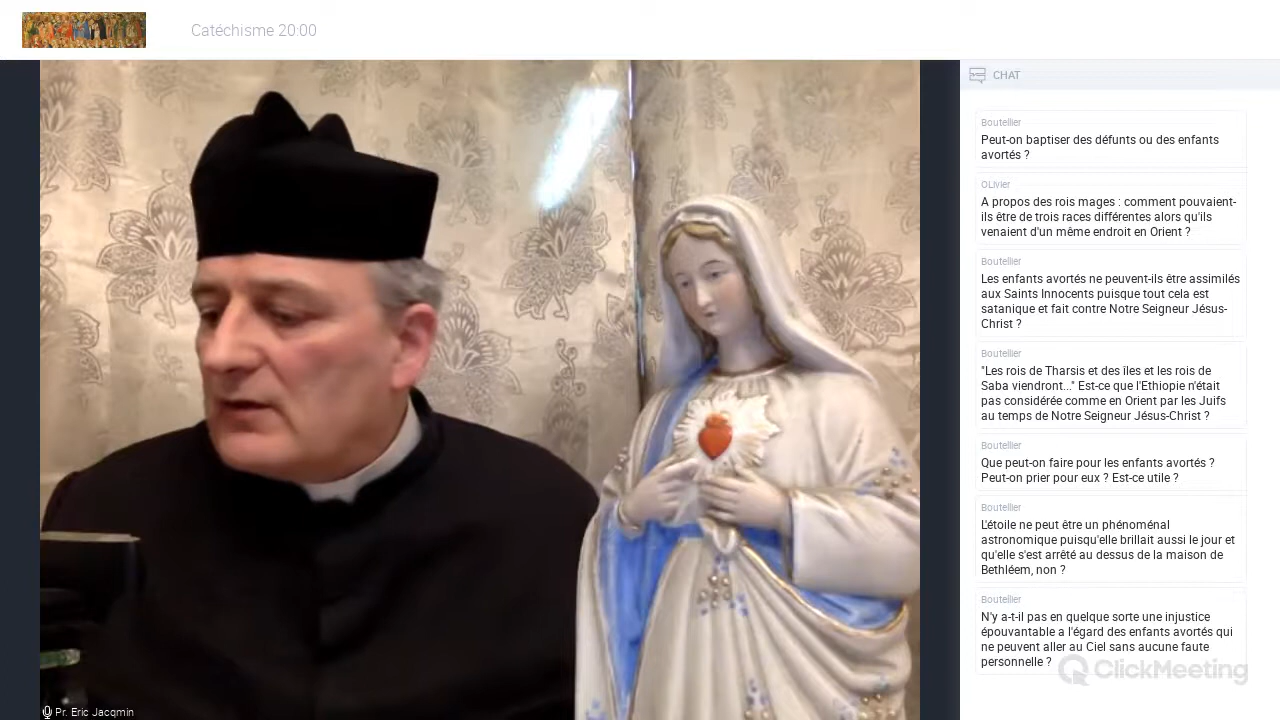 Catéchisme 20:00
CHAT
Boutellier
Peut-on baptiser des défunts ou des enfants
avortés ?
OLivier
A propos des rois mages : comment pouvaient-
ils être de trois races différentes alors qu'ils
venaient d'un même endroit en Orient ?
Boutellier
Les enfants avortés ne peuvent-ils être assimilés
aux Saints Innocents puisque tout cela est
satanique et fait contre Notre Seigneur Jésus-
Christ ?
Boutellier
"Les rois de Tharsis et des îles et les rois de
Saba viendront..." Est-ce que l'Ethiopie n'était
pas considérée comme en Orient par les Juifs
au temps de Notre Seigneur Jésus-Christ ?
Boutellier
Que peut-on faire pour les enfants avortés ?
Peut-on prier pour eux ? Est-ce utile ?
Boutellier
L'étoile ne peut être un phénoménal
astronomique puisqu'elle brillait aussi le jour et
qu'elle s'est arrêté au dessus de la maison de
Bethléem, non ?
Boutellier
N'y a-t-il pas en quelque sorte une injustice
épouvantable a l'égard des enfants avortés qui
ne peuvent aller au Ciel sans aucune faute
personnelle ?
ClickMeeting
Pr. Eric Jacqmin